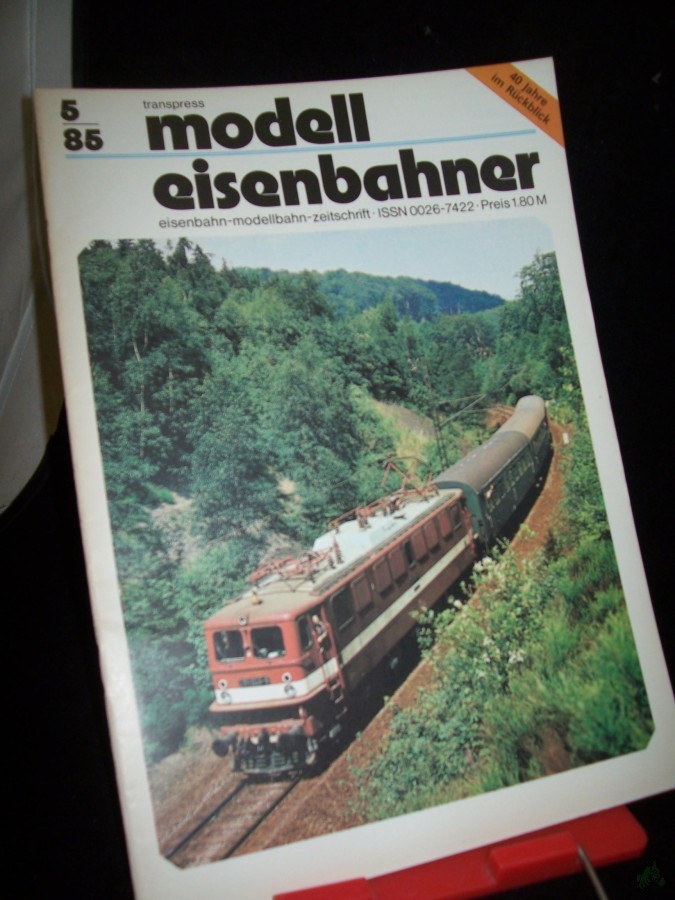 5
85
transpress
modell
eisenbahner
eisenbahn-modellbahn-zeitschrift · ISSN 0026-7422 · Preis 1.80 M
40 Jahre
im Rückblick